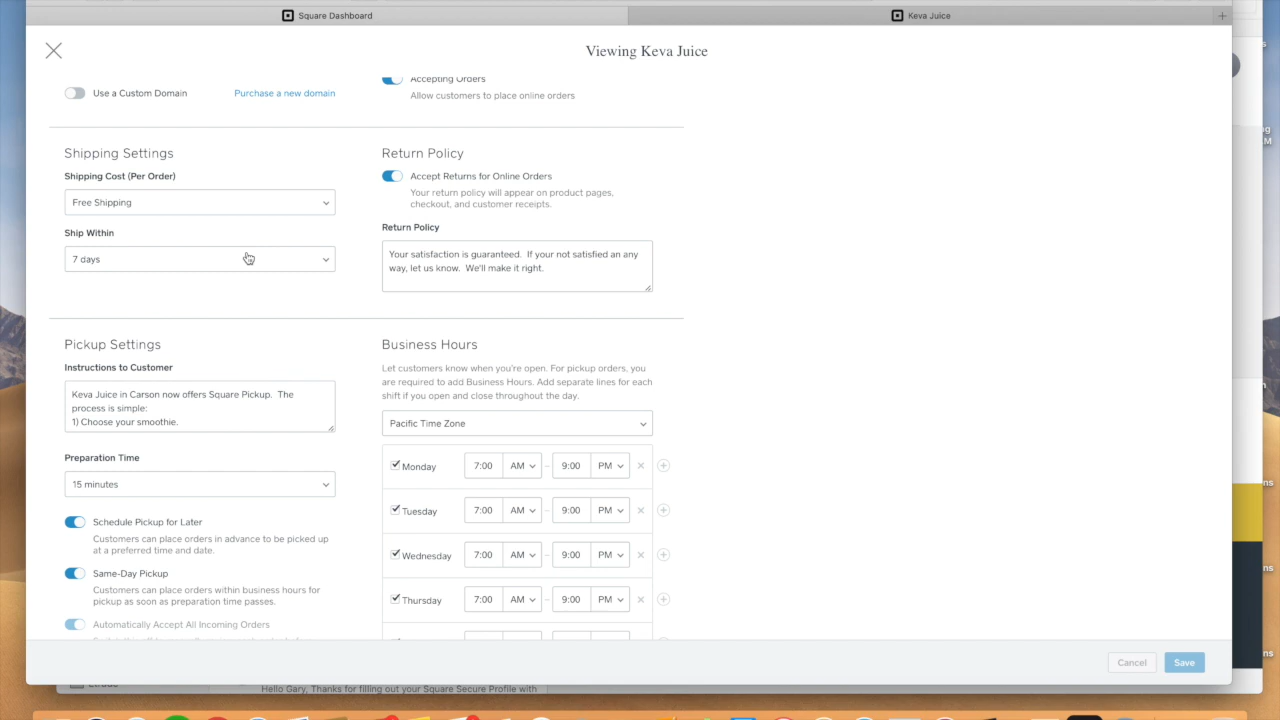 Square Dashboard
Keva Juice
Viewing Keva Juice
Use a Custom Domain
Purchase a new domain
Accepting Orders
Allow customers to place online orders
Shipping Settings
Shipping Cost (Per Order)
Free Shipping
Ship Within
7 days
Return Policy
Accept Returns for Online Orders
Your return policy will appear on product pages,
checkout, and customer receipts.
Return Policy
Your satisfaction is guaranteed. If your not satisfied an any
way, let us know. We'll make it right.
Pickup Settings
Instructions to Customer
Keva Juice in Carson now offers Square Pickup. The
process is simple:
1) Choose your smoothie.
Preparation Time
15 minutes
Schedule Pickup for Later
Customers can place orders in advance to be picked up
at a preferred time and date.
Same-Day Pickup
Customers can place orders within business hours for
pickup as soon as preparation time passes.
Automatically Accept All Incoming Orders
Business Hours
Let customers know when you're open. For pickup orders, you
are required to add Business Hours. Add separate lines for each
shift if you open and close throughout the day.
Pacific Time Zone
Monday 7:00 AM – 9:00 PM
Tuesday 7:00 AM – 9:00 PM
Wednesday 7:00 AM – 9:00 PM
Thursday 7:00 AM – 9:00 PM
Cancel
Save
Hello Gary, Thanks for filling out your Square Secure Profile with